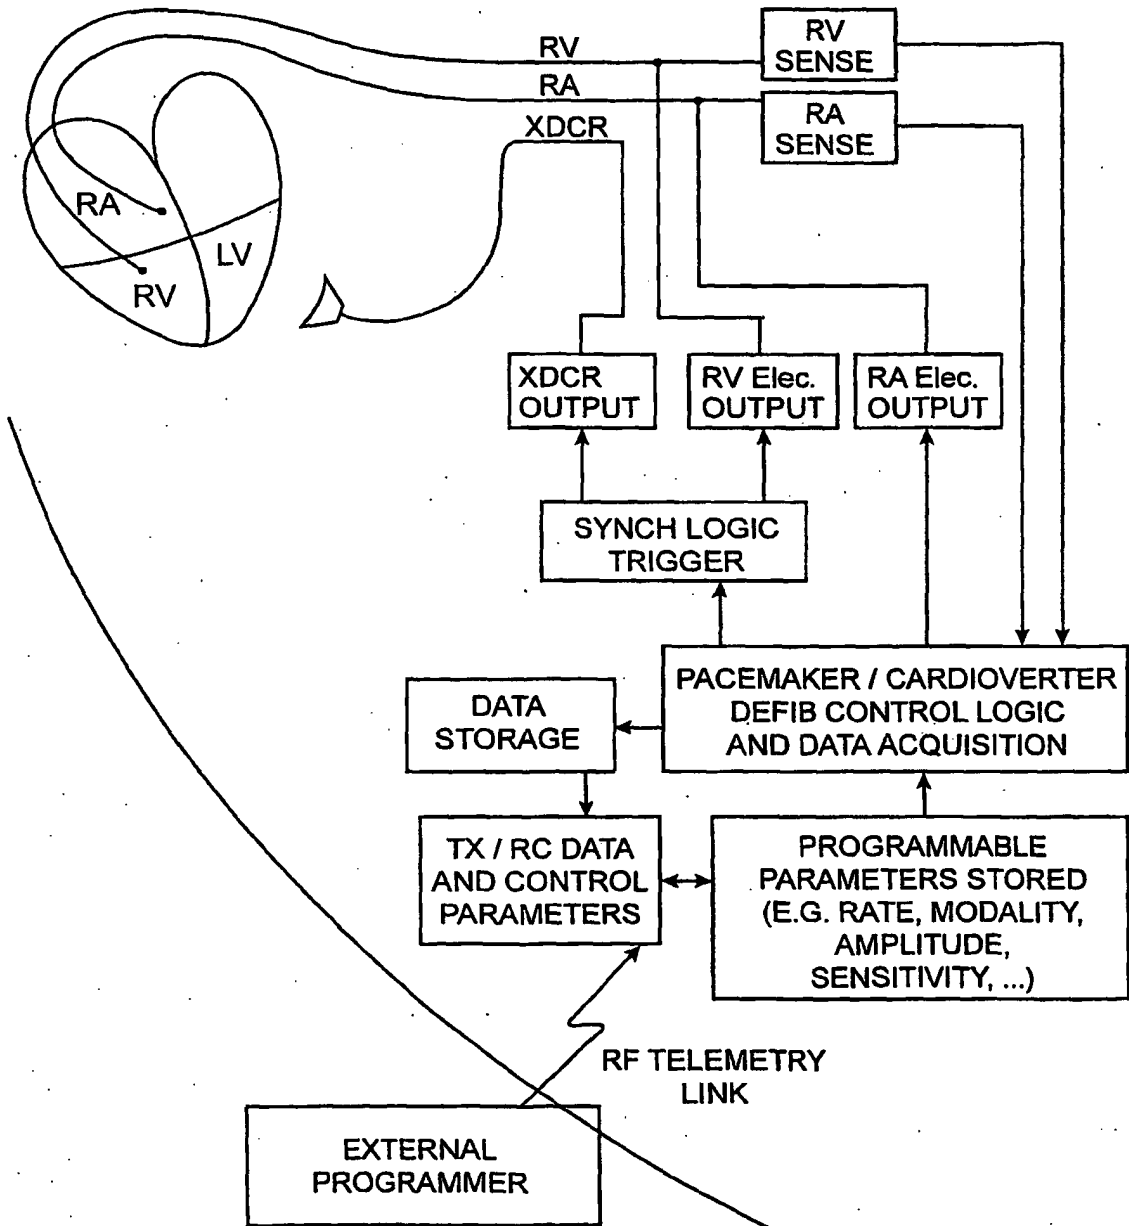 RV
RV
SENSE
RA
RA
SENSE
XDCR
RA
LV
RV
XDCR
OUTPUT
RV Elec.
OUTPUT
RA Elec.
OUTPUT
SYNCH LOGIC
TRIGGER
PACEMAKER / CARDIOVERTER
DEFIB CONTROL LOGIC
AND DATA ACQUISITION
DATA
STORAGE
TX / RC DATA
AND CONTROL
PARAMETERS
PROGRAMMABLE
PARAMETERS STORED
(E.G. RATE, MODALITY,
AMPLITUDE,
SENSITIVITY, ...)
RF TELEMETRY
LINK
EXTERNAL
PROGRAMMER